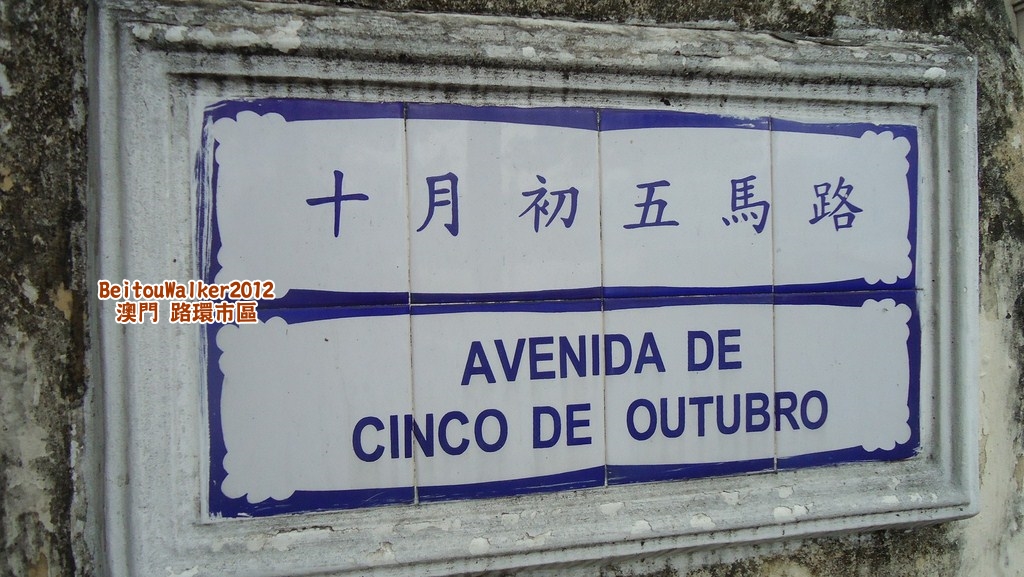 十月初五馬路
AVENIDA DE
CINCO DE OUTUBRO
BeitouWalker2012
澳門 路環市區